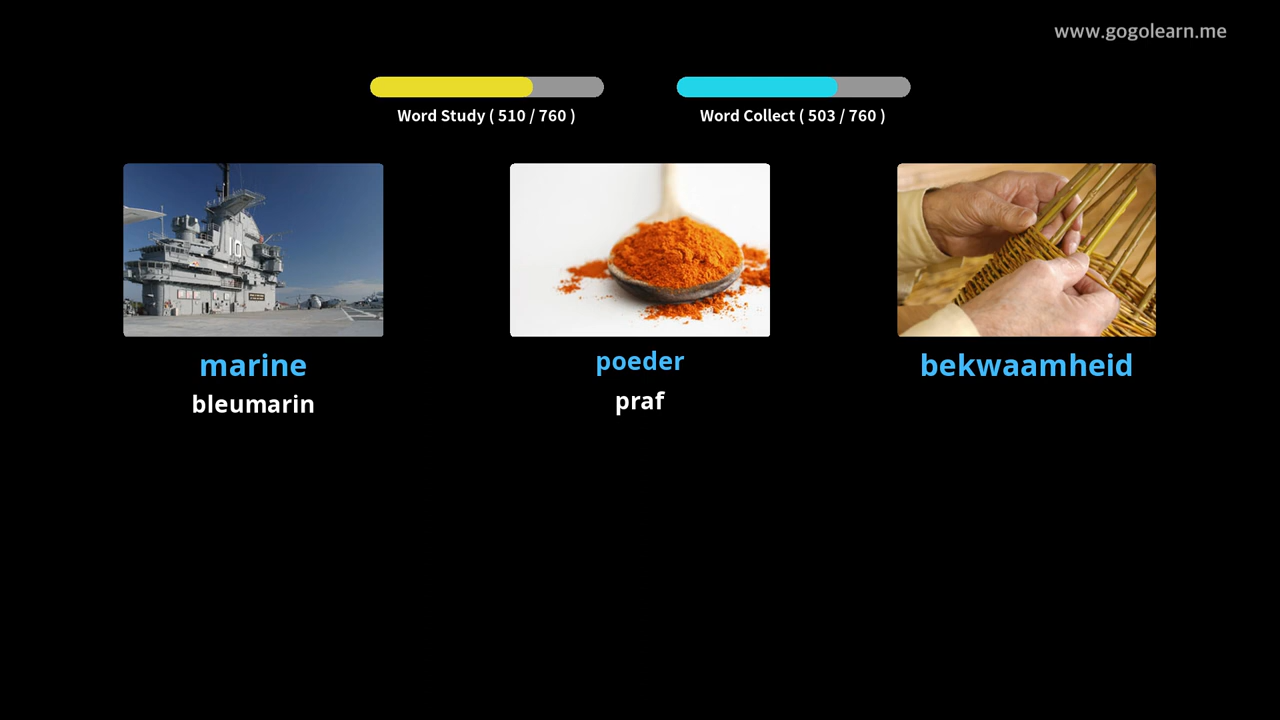 www.gogolearn.me
Word Study ( 510 / 760 )
Word Collect ( 503 / 760 )
marine
bleumarin
poeder
praf
bekwaamheid